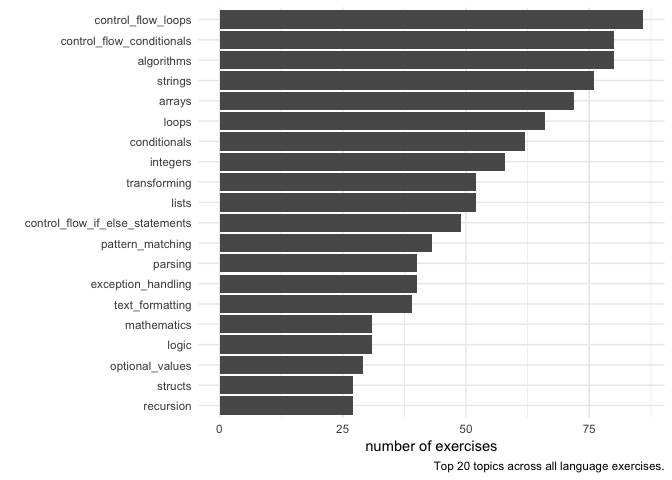 control_flow_loops
control_flow_conditionals
algorithms
strings
arrays
loops
conditionals
integers
transforming
lists
control_flow_if_else_statements
pattern_matching
parsing
exception_handling
text_formatting
mathematics
logic
optional_values
structs
recursion
0 25 50 75
number of exercises
Top 20 topics across all language exercises.